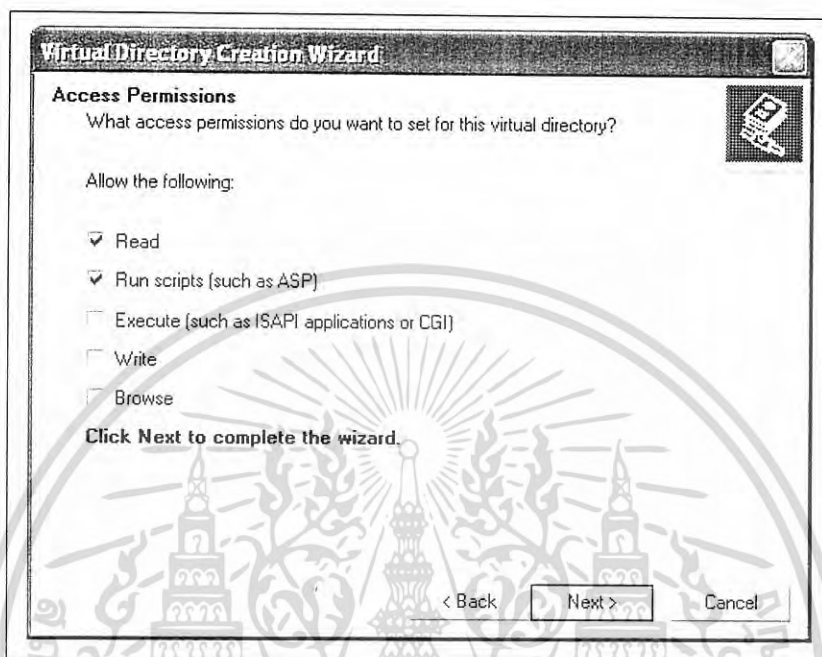 Virtual Directory Creation Wizard
Access Permissions
What access permissions do you want to set for this virtual directory?
Allow the following:
Read
Run scripts (such as ASP)
Execute (such as ISAPI applications or CGI)
Write
Browse
Click Next to complete the wizard.
< Back Next > Cancel